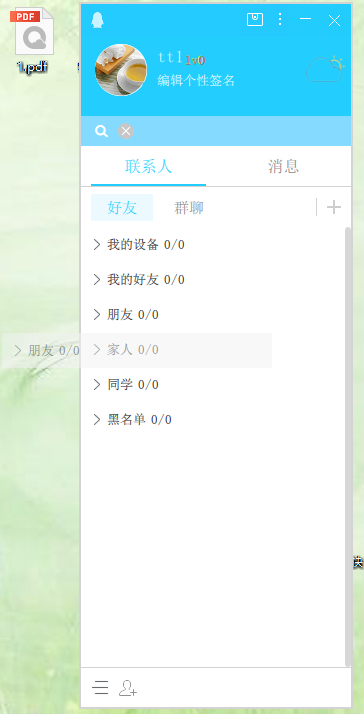 PDF
1.pdf
ttl lv0
编辑个性签名
联系人 消息
好友 群聊
我的设备 0/0
我的好友 0/0
朋友 0/0
朋友 0/0 家人 0/0
同学 0/0
黑名单 0/0